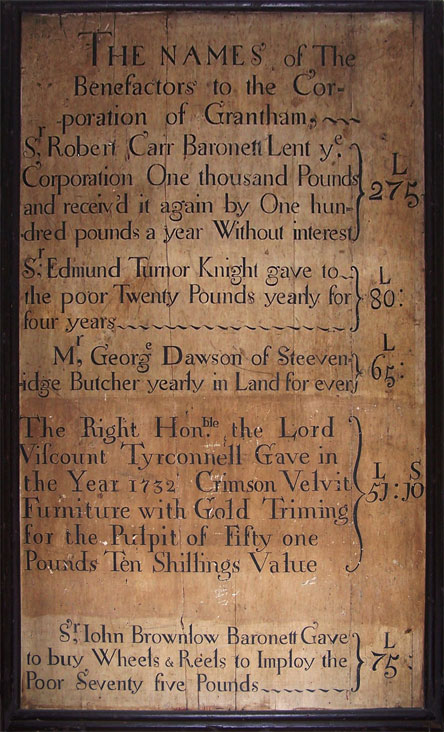 THE NAMES of The
Benefactors to the Cor-
poration of Grantham,
Sr. Robert Carr Baronett Lent ye.
Corporation One thousand Pounds
and receiv'd it again by One hun-
dred pounds a year Without interest
L
275
Sr. Edmund Turnor Knight gave to
the poor Twenty Pounds yearly for
four years
L
80:
Mr. George Dawson of Steeven-
idge Butcher yearly in Land for ever
L
65:
The Right Honble. the Lord
Viſcount Tyrconnell Gave in
the Year 1732 Crimson Velvit
Furniture with Gold Triming
for the Pulpit of Fifty one
Pounds Ten Shillings Value
L S
51:10
Sr. Iohn Brownlow Baronett Gave
to buy Wheels & Reels to Imploy the
Poor Seventy five Pounds
L
75: